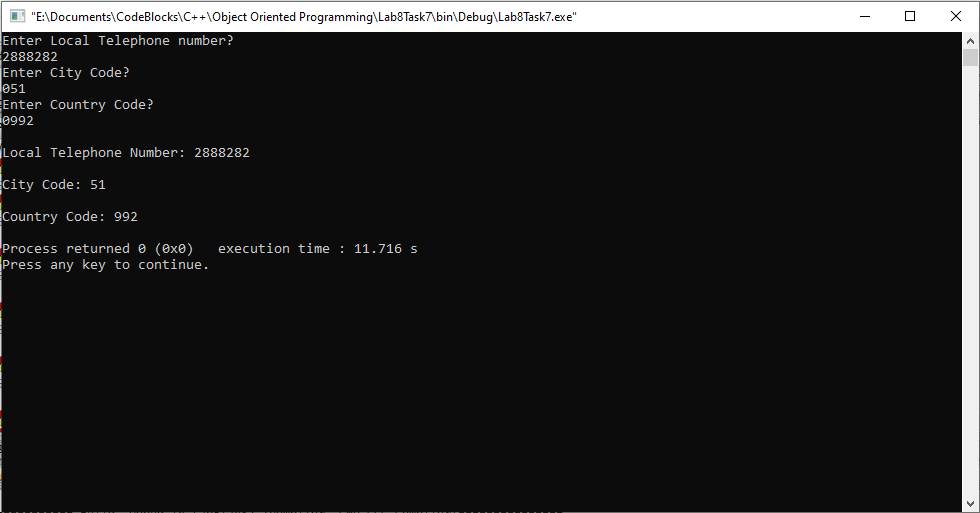 "E:\Documents\CodeBlocks\C++\Object Oriented Programming\Lab8Task7\bin\Debug\Lab8Task7.exe"
Enter Local Telephone number?
2888282
Enter City Code?
051
Enter Country Code?
0992
Local Telephone Number: 2888282
City Code: 51
Country Code: 992
Process returned 0 (0x0)   execution time : 11.716 s
Press any key to continue.